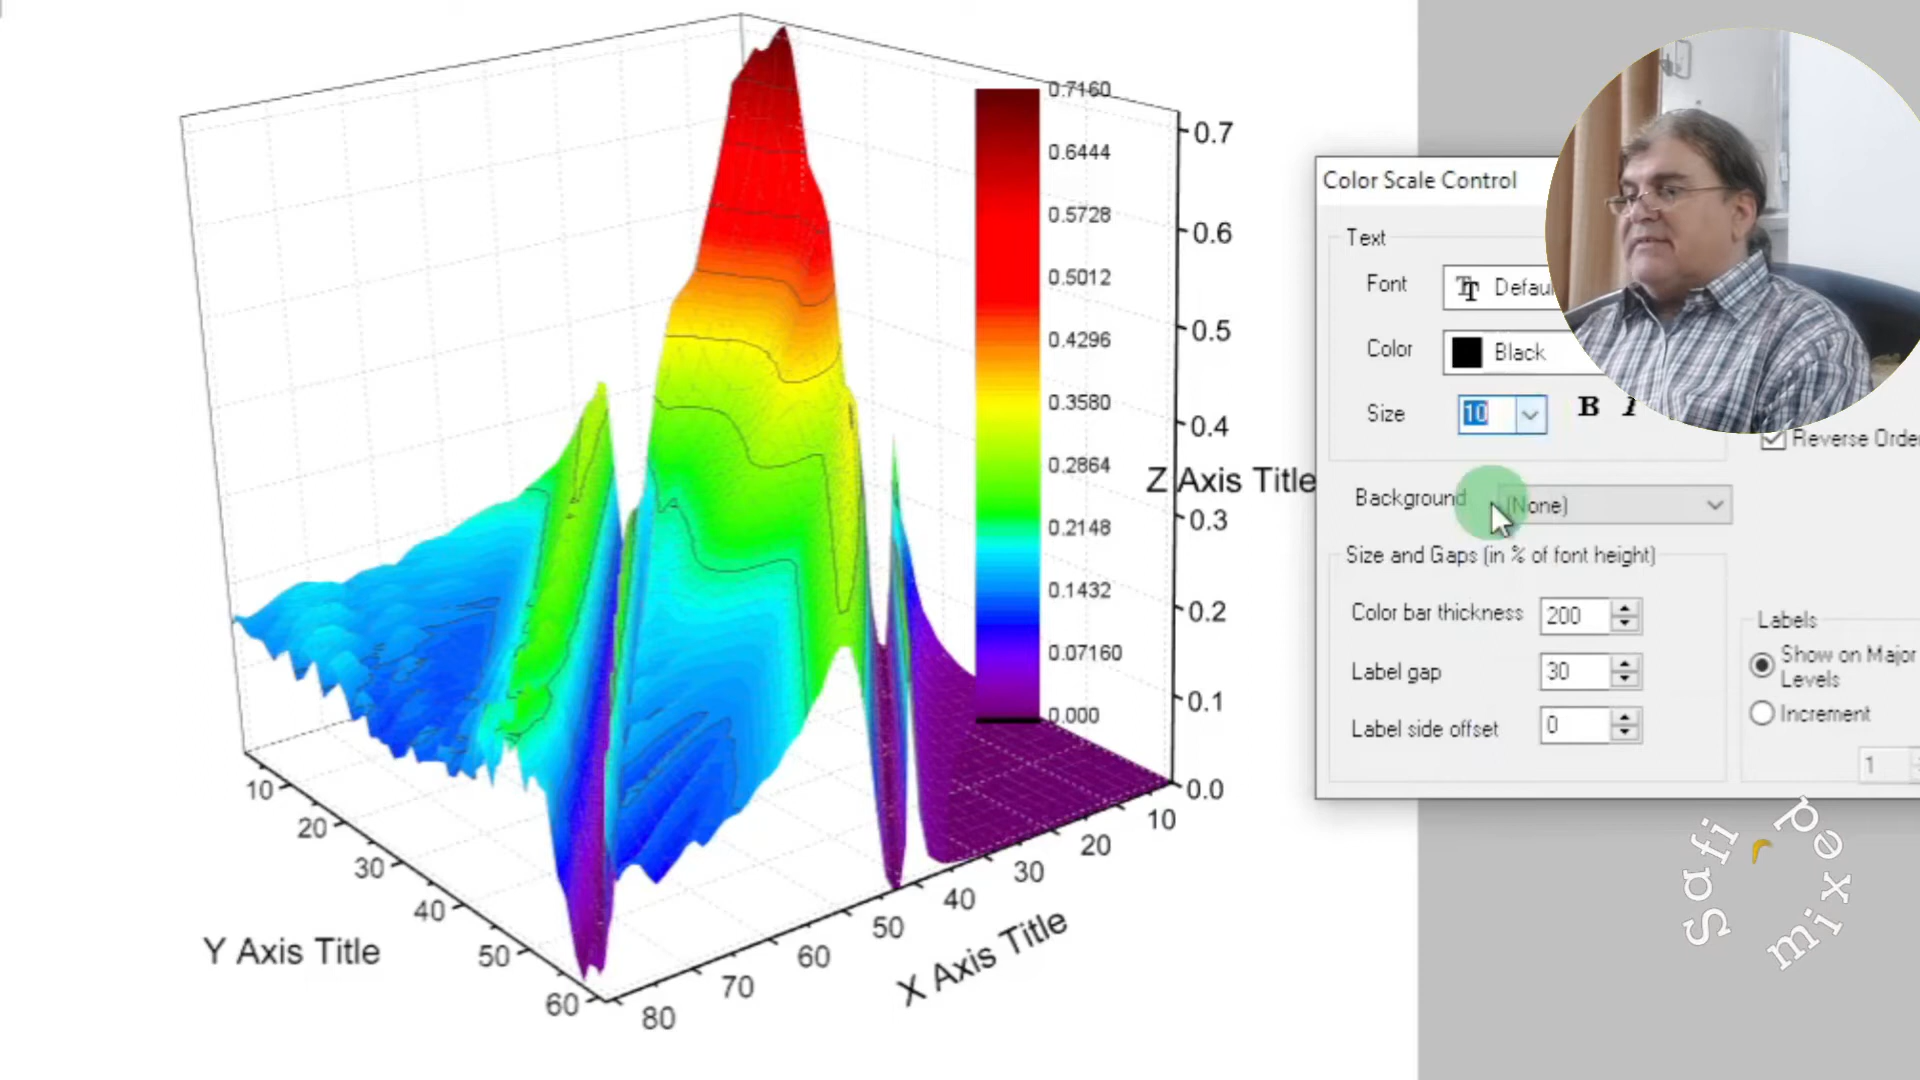 0.7160
0.6444
0.5728
0.5012
0.4296
0.3580
0.2864
0.2148
0.1432
0.07160
0.000
0.7
0.6
0.5
0.4
Z Axis Title
0.3
0.2
0.1
0.0
10
20
30
40
50
60
Y Axis Title
80
70
60
50
40
30
20
10
X Axis Title
Color Scale Control
Text
Font Defau
Color Black
Size 10 B
Reverse Order
Background (None)
Size and Gaps (in % of font height)
Color bar thickness 200
Label gap 30
Label side offset 0
Labels
Show on Major
Levels
Increment
1
Safi
mixed